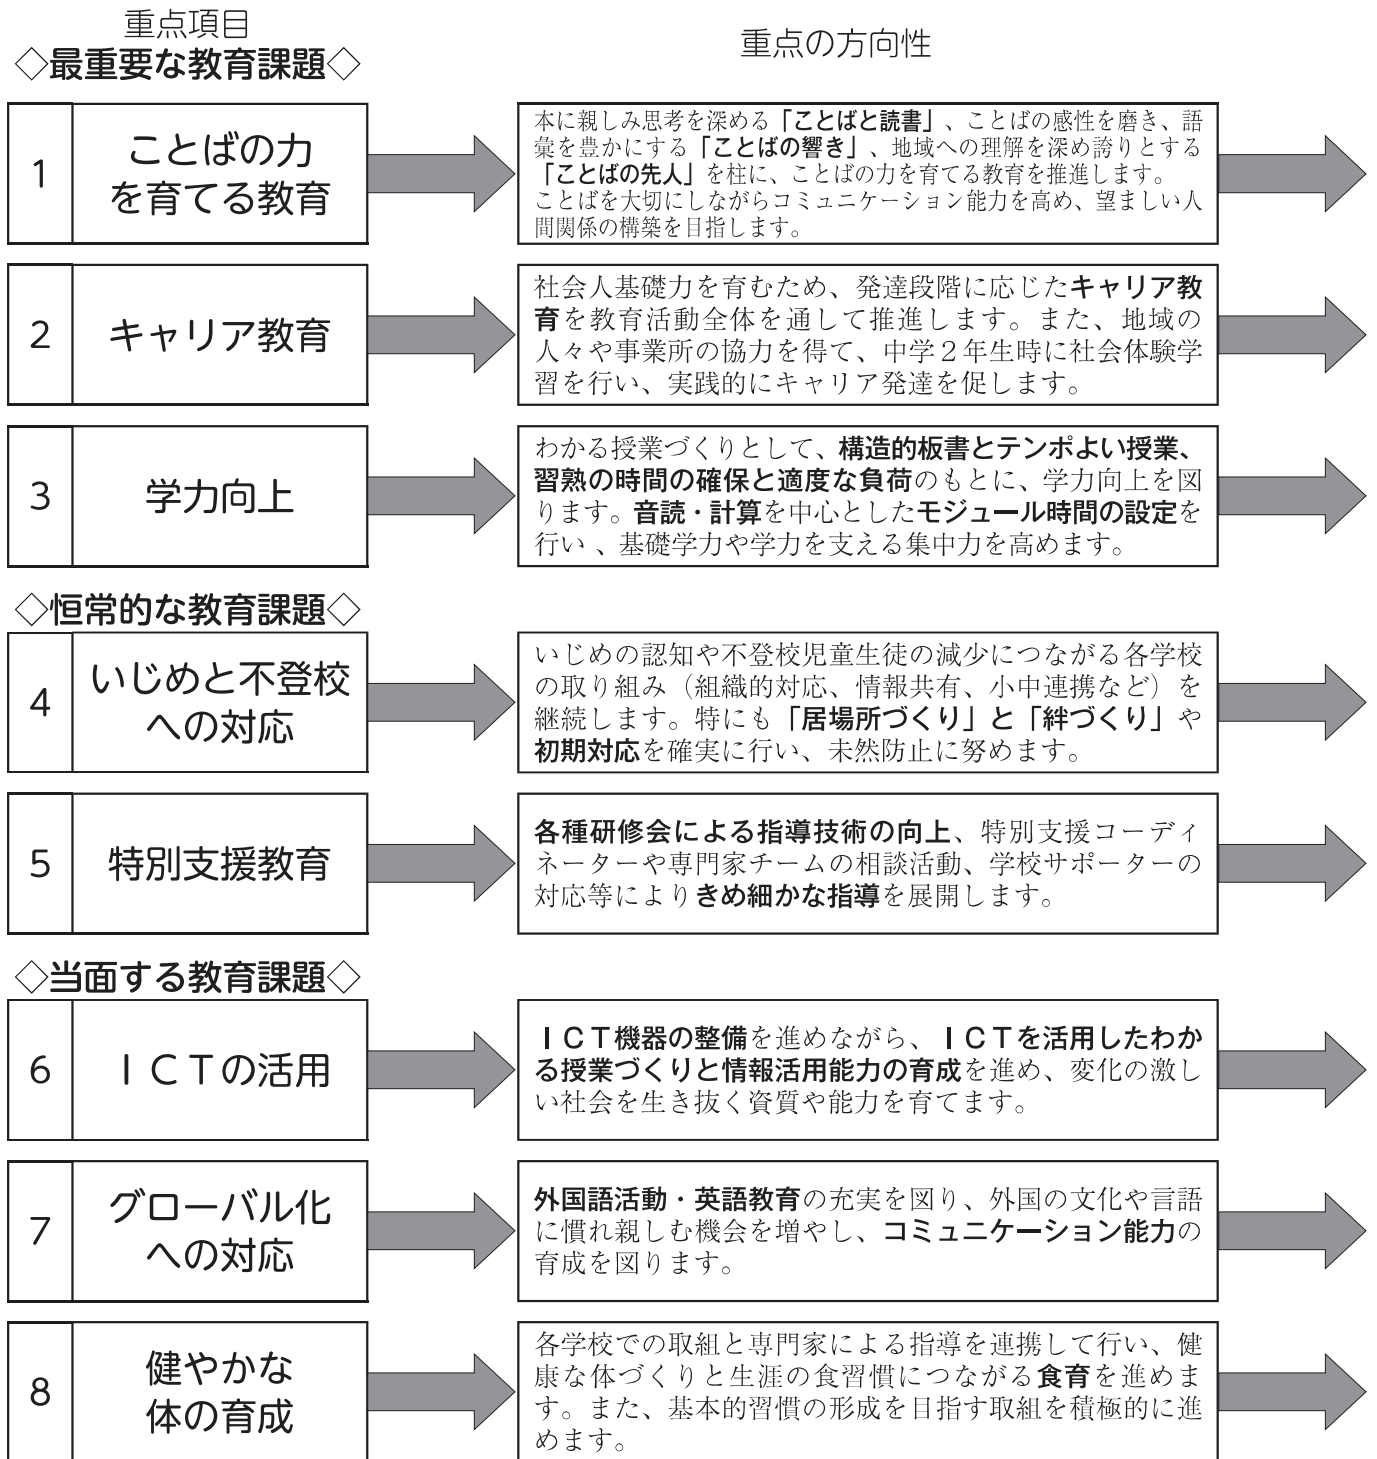 重点項目
重点の方向性
◇最重要な教育課題◇
1
ことばの力
を育てる教育
本に親しみ思考を深める「ことばと読書」、ことばの感性を磨き、語
彙を豊かにする「ことばの響き」、地域への理解を深め誇りとする
「ことばの先人」を柱に、ことばの力を育てる教育を推進します。
ことばを大切にしながらコミュニケーション能力を高め、望ましい人
間関係の構築を目指します。
2
キャリア教育
社会人基礎力を育むため、発達段階に応じたキャリア教
育を教育活動全体を通して推進します。また、地域の
人々や事業所の協力を得て、中学２年生時に社会体験学
習を行い、実践的にキャリア発達を促します。
3
学力向上
わかる授業づくりとして、構造的板書とテンポよい授業、
習熟の時間の確保と適度な負荷のもとに、学力向上を図
ります。音読・計算を中心としたモジュール時間の設定を
行い 、基礎学力や学力を支える集中力を高めます。
◇恒常的な教育課題◇
4
いじめと不登校
への対応
いじめの認知や不登校児童生徒の減少につながる各学校
の取り組み（組織的対応、情報共有、小中連携など）を
継続します。特にも「居場所づくり」と「絆づくり」や
初期対応を確実に行い、未然防止に努めます。
5
特別支援教育
各種研修会による指導技術の向上、特別支援コーディ
ネーターや専門家チームの相談活動、学校サポーターの
対応等によりきめ細かな指導を展開します。
◇当面する教育課題◇
6
ＩＣＴの活用
ＩＣＴ機器の整備を進めながら、ＩＣＴを活用したわか
る授業づくりと情報活用能力の育成を進め、変化の激し
い社会を生き抜く資質や能力を育てます。
7
グローバル化
への対応
外国語活動・英語教育の充実を図り、外国の文化や言語
に慣れ親しむ機会を増やし、コミュニケーション能力の
育成を図ります。
8
健やかな
体の育成
各学校での取組と専門家による指導を連携して行い、健
康な体づくりと生涯の食習慣につながる食育を進めま
す。また、基本的習慣の形成を目指す取組を積極的に進
めます。